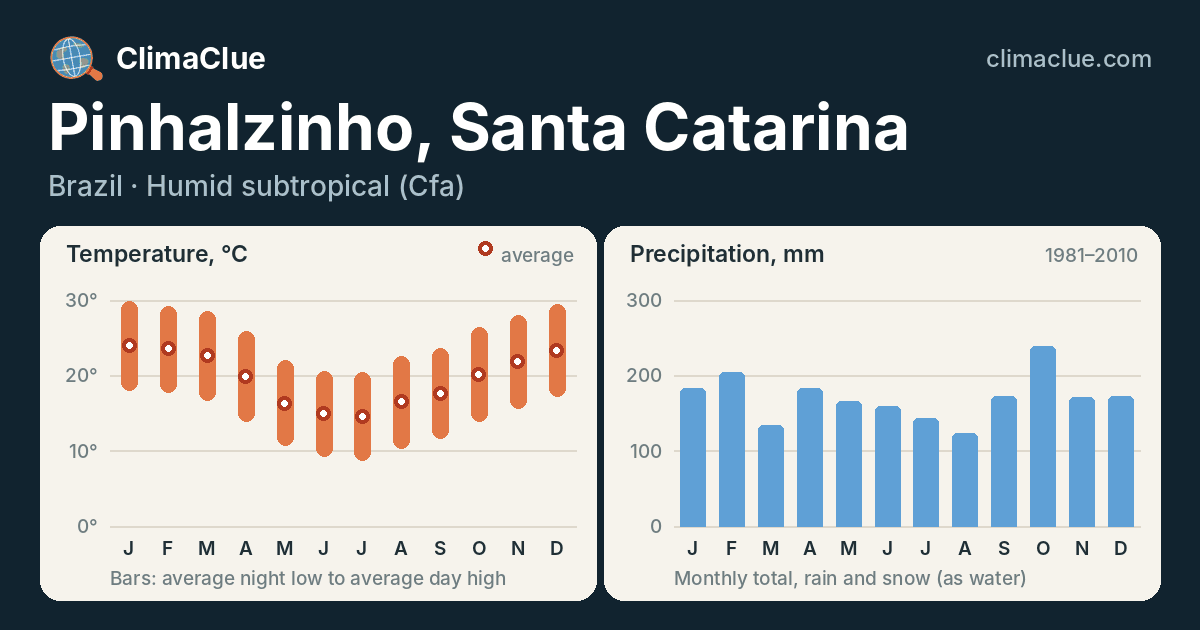 ClimaClue
climaclue.com
Pinhalzinho, Santa Catarina
Brazil · Humid subtropical (Cfa)
Temperature, °C
average
30°
20°
10°
0°
J F M A M J J A S O N D
Bars: average night low to average day high
Precipitation, mm
1981–2010
300
200
100
0
J F M A M J J A S O N D
Monthly total, rain and snow (as water)